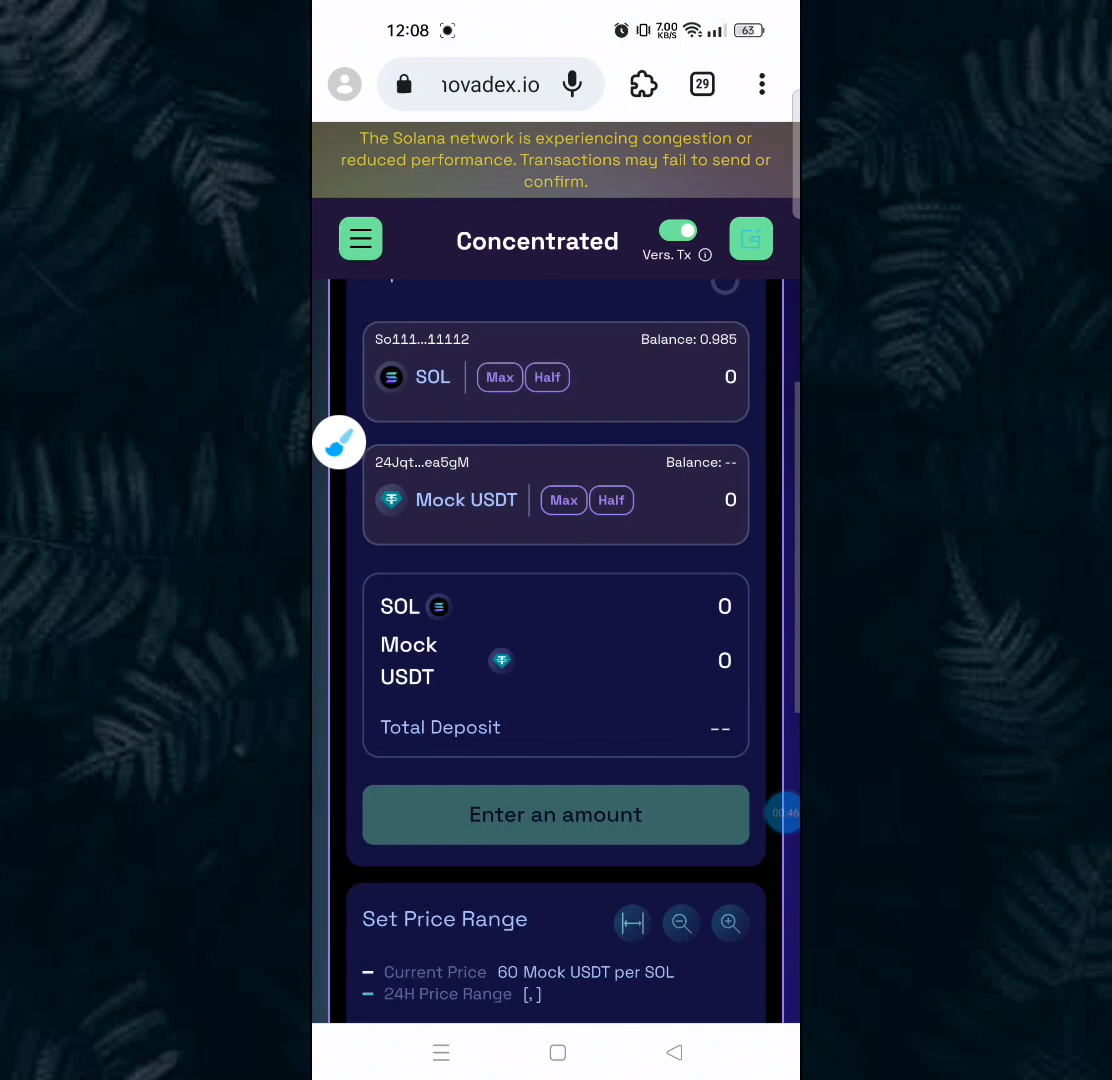 12:08
7.00
KB/S
63
novadex.io
29
The Solana network is experiencing congestion or
reduced performance. Transactions may fail to send or
confirm.
Concentrated
Vers. Tx
So111...11112
Balance: 0.985
SOL
Max
Half
0
24Jqt...ea5gM
Balance: --
Mock USDT
Max
Half
0
SOL
0
Mock
USDT
0
Total Deposit
--
Enter an amount
00:46
Set Price Range
Current Price 60 Mock USDT per SOL
24H Price Range [,]